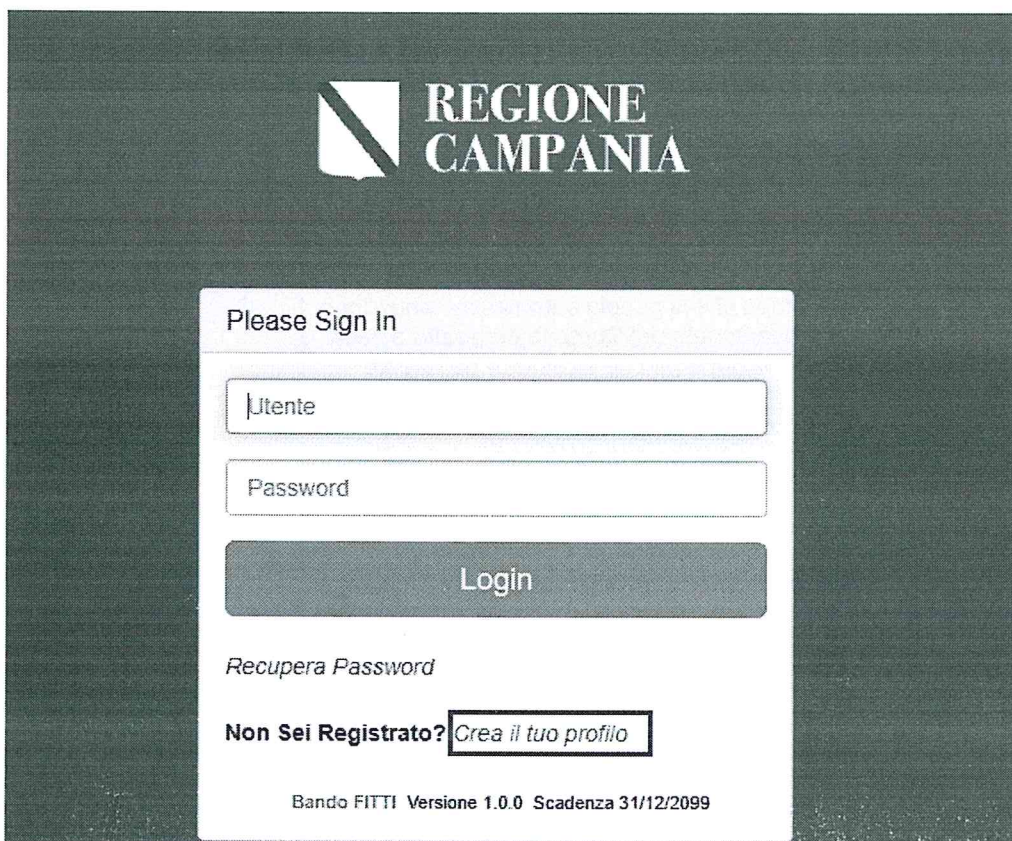 REGIONE
CAMPANIA
Please Sign In
Utente
Password
Login
Recupera Password
Non Sei Registrato? Crea il tuo profilo
Bando FITTI Versione 1.0.0 Scadenza 31/12/2099